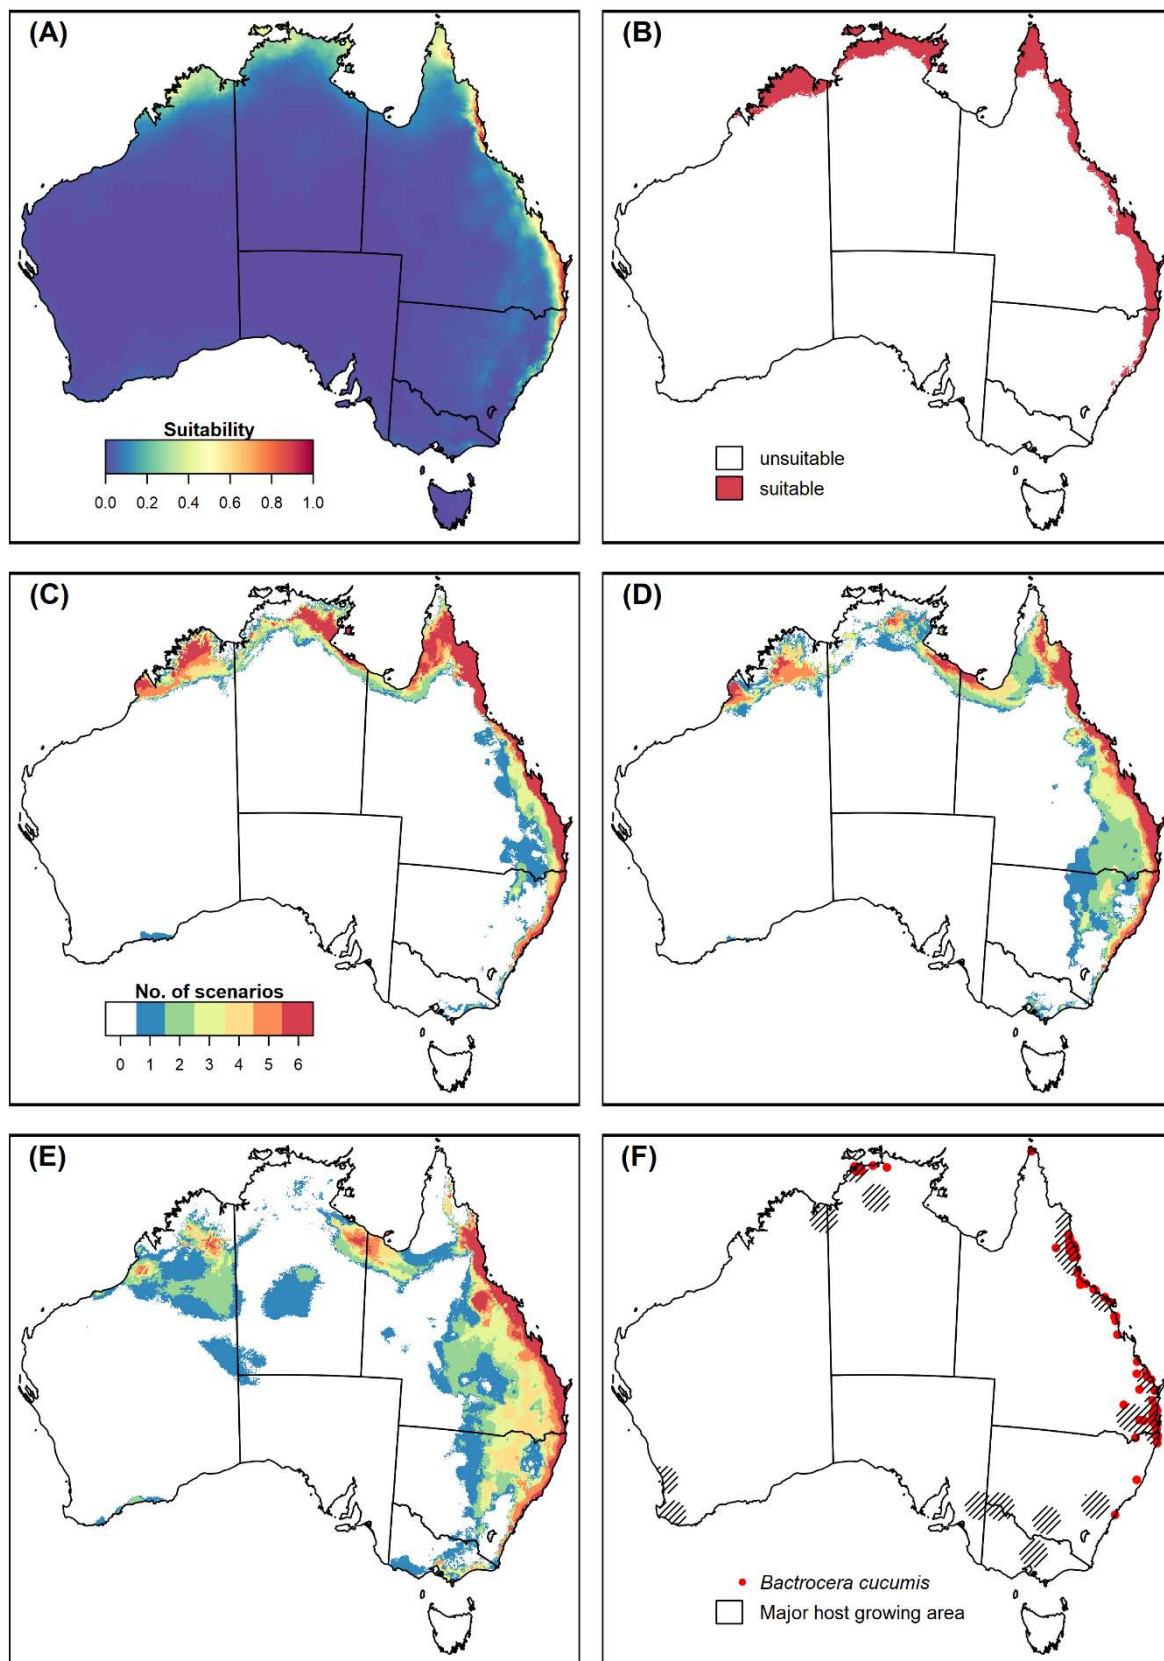 (A)
Suitability
0.0 0.2 0.4 0.6 0.8 1.0
(B)
unsuitable
suitable
(C)
No. of scenarios
0 1 2 3 4 5 6
(D)
(E)
(F)
Bactrocera cucumis
Major host growing area